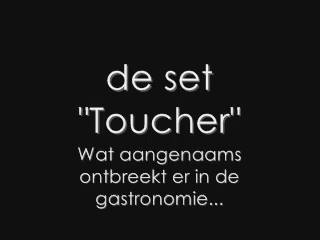 de set
"Toucher"
Wat aangenaams
ontbreekt er in de
gastronomie...